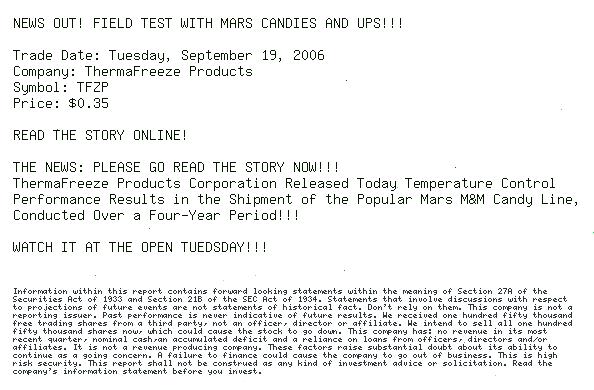 NEWS OUT! FIELD TEST WITH MARS CANDIES AND UPS!!!
Trade Date: Tuesday, September 19, 2006
Company: ThermaFreeze Products
Symbol: TFZP
Price: $0.35
READ THE STORY ONLINE!
THE NEWS: PLEASE GO READ THE STORY NOW!!!
ThermaFreeze Products Corporation Released Today Temperature Control
Performance Results in the Shipment of the Popular Mars M&M Candy Line,
Conducted Over a Four-Year Period!!!
WATCH IT AT THE OPEN TUEDSDAY!!!
Information within this report contains forward looking statements within the meaning of Section 27A of the
Securities Act of 1933 and Section 21B of the SEC Act of 1934. Statements that involve discussions with respect
to projections of future events are not statements of historical fact. Don't rely on them. This company is not a
reporting issuer. Past performance is never indicative of future results. We received one hundred fifty thousand
free trading shares from a third party, not an officer, director or affiliate. We intend to sell all one hundred
fifty thousand shares now, which could cause the stock to go down. This company has: no revenue in its most
recent quarter, nominal cash,an accumulated deficit and a reliance on loans from officers, directors and/or
affiliates. It is not a revenue producing company. These factors raise substantial doubt about its ability to
continue as a going concern. A failure to finance could cause the company to go out of business. This is high
risk security. This report shall not be construed as any kind of investment advice or solicitation. Read the
company's information statement before you invest.